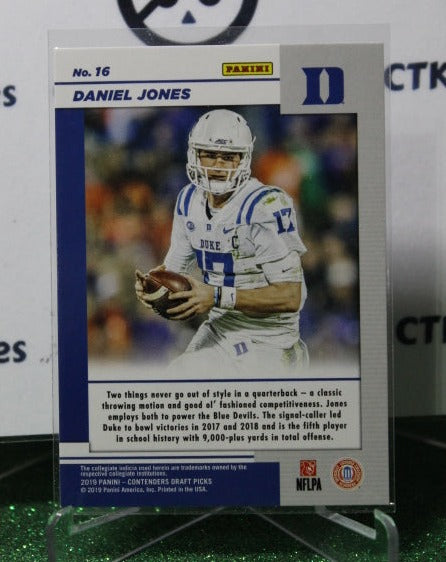 No. 16
PANINI
D
DANIEL JONES
CTK
ps
tes
DUKE
C
17
17
D
Two things never go out of style in a quarterback – a classic
throwing motion and good ol' fashioned competitiveness. Jones
employs both to power the Blue Devils. The signal-caller led
Duke to bowl victories in 2017 and 2018 and is the fifth player
in school history with 9,000-plus yards in total offense.
The collegiate indicia used herein are trademarks owned by the
respective collegiate institutions.
2019 PANINI – CONTENDERS DRAFT PICKS
© 2019 Panini America, Inc. Printed in the USA.
NFLPA